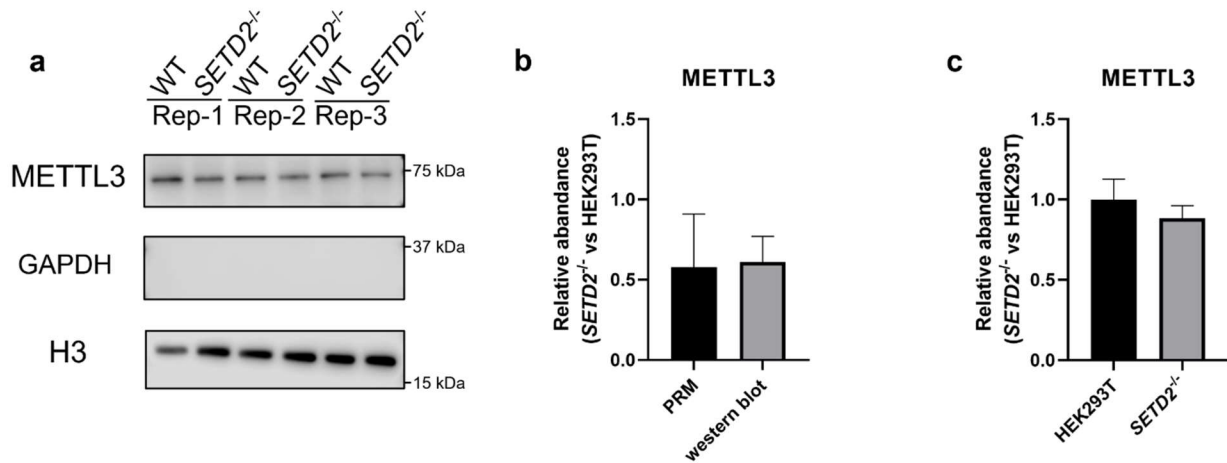 a
WT SETD2-/- WT SETD2-/- WT SETD2-/-
Rep-1 Rep-2 Rep-3
METTL3
75 kDa
GAPDH
37 kDa
H3
15 kDa
b
METTL3
Relative abandance
(SETD2-/- vs HEK293T)
1.5
1.0
0.5
0.0
PRM
western blot
c
METTL3
Relative abandance
(SETD2-/- vs HEK293T)
1.5
1.0
0.5
0.0
HEK293T
SETD2-/-